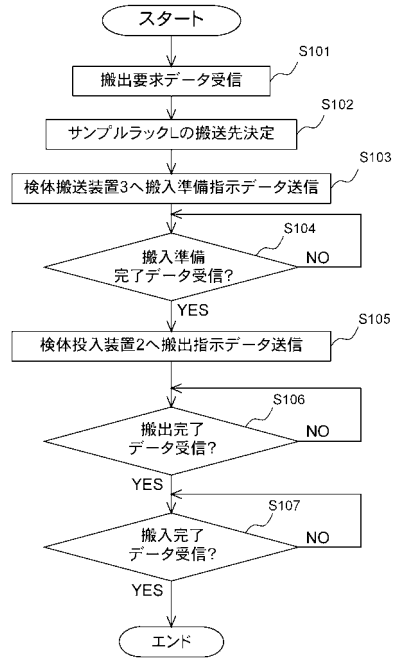 スタート
S101
搬出要求データ受信
S102
サンプルラックLの搬送先決定
S103
検体搬送装置3へ搬入準備指示データ送信
S104
搬入準備
完了データ受信?
NO
YES
S105
検体投入装置2へ搬出指示データ送信
S106
搬出完了
データ受信?
NO
YES
S107
搬入完了
データ受信?
NO
YES
エンド